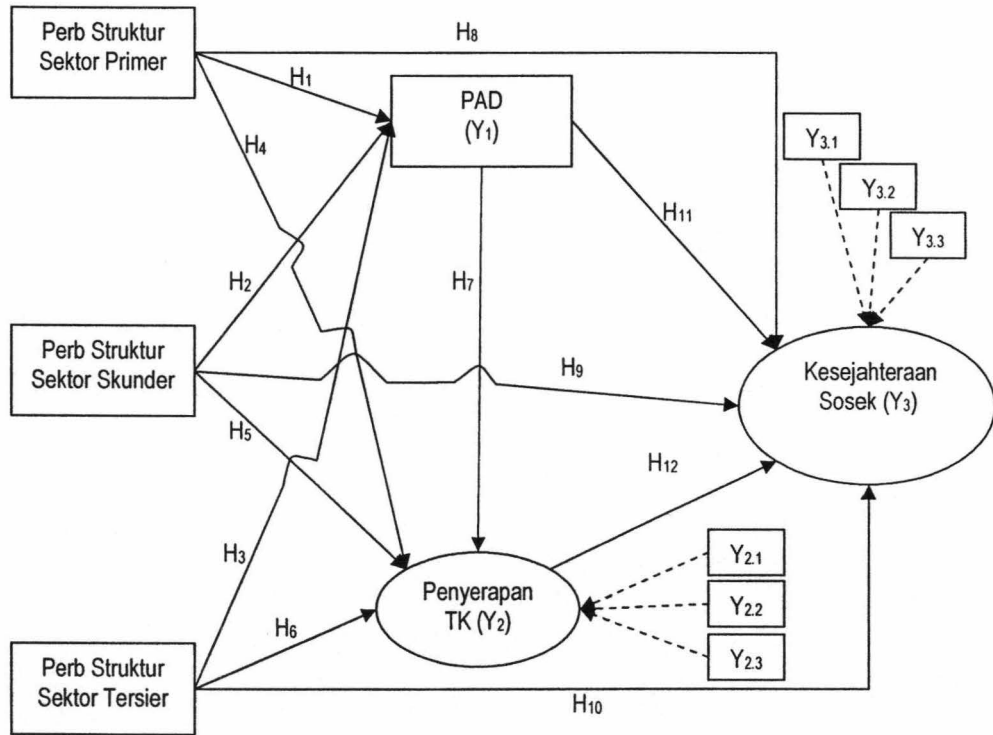 Perb Struktur
Sektor Primer
H8
H1
PAD
(Y1)
H4
Y3.1
Y3.2
Y3.3
H11
H2
H7
Perb Struktur
Sektor Skunder
H9
Kesejahteraan
Sosek (Y3)
H5
H12
H3
Penyerapan
TK (Y2)
Y2.1
Y2.2
Y2.3
H6
Perb Struktur
Sektor Tersier
H10